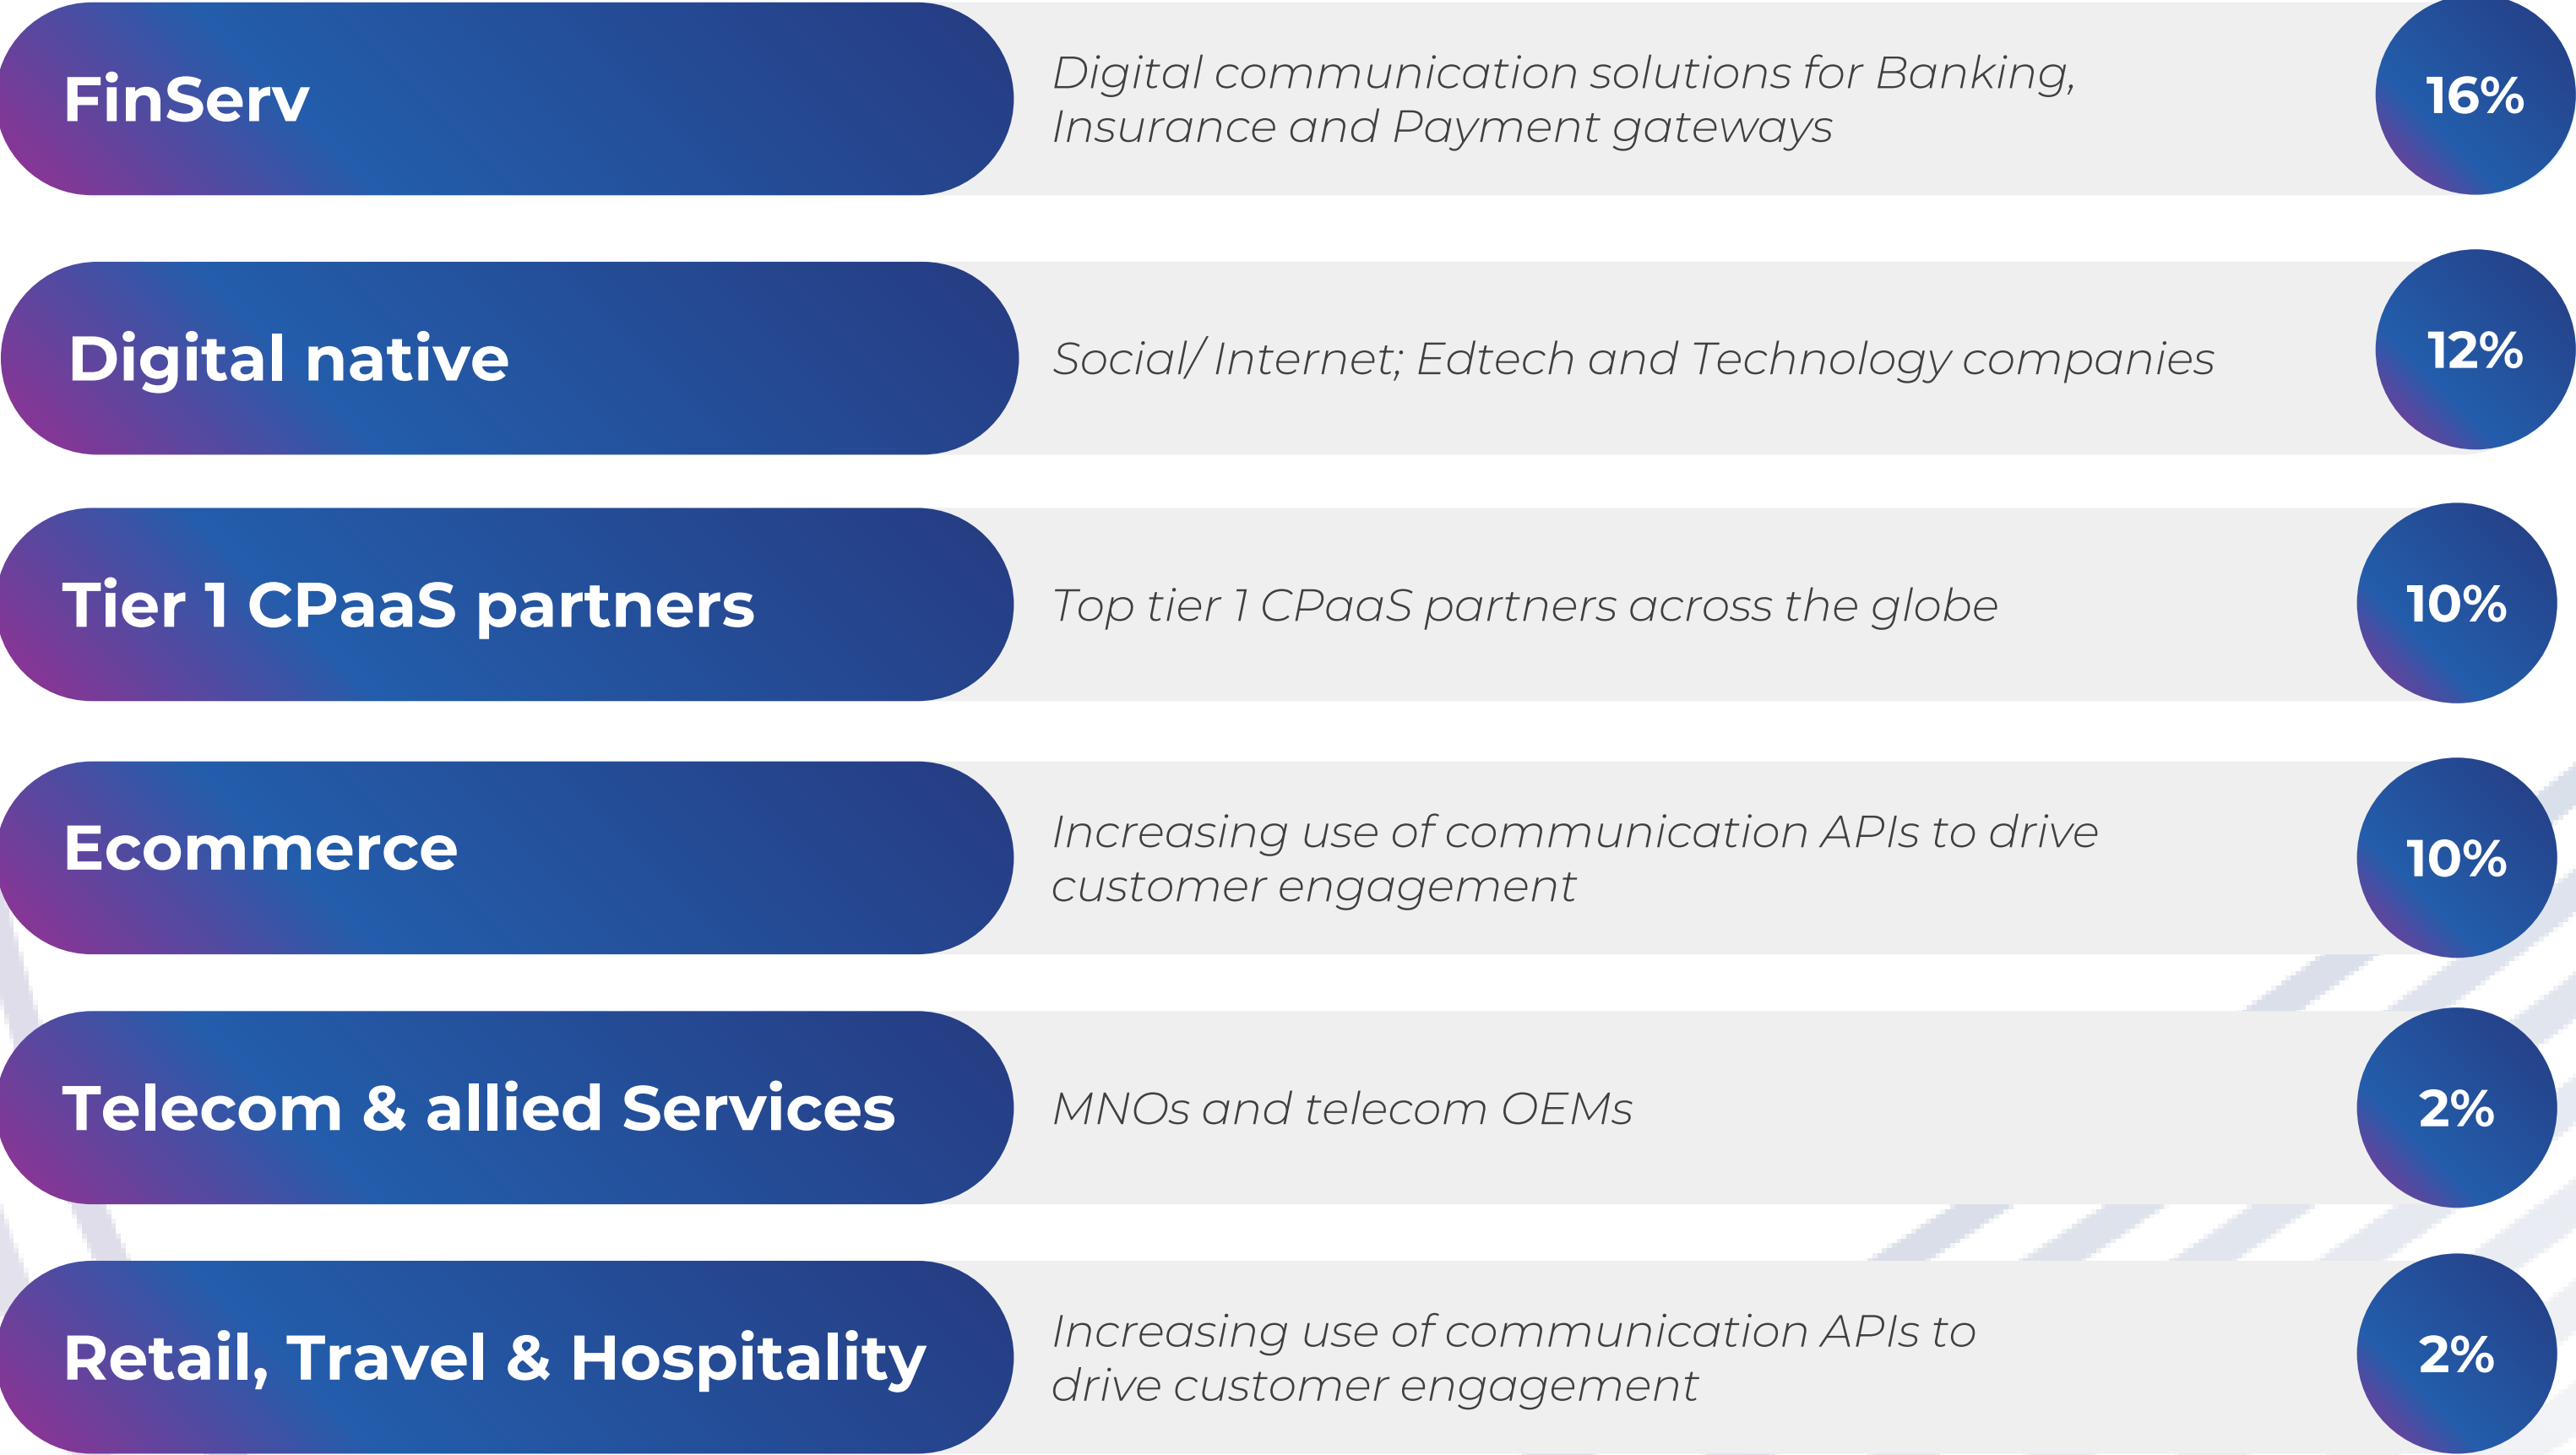 FinServ
Digital communication solutions for Banking,
Insurance and Payment gateways
16%
Digital native
Social/ Internet; Edtech and Technology companies
12%
Tier 1 CPaaS partners
Top tier 1 CPaaS partners across the globe
10%
Ecommerce
Increasing use of communication APIs to drive
customer engagement
10%
Telecom & allied Services
MNOs and telecom OEMs
2%
Retail, Travel & Hospitality
Increasing use of communication APIs to
drive customer engagement
2%